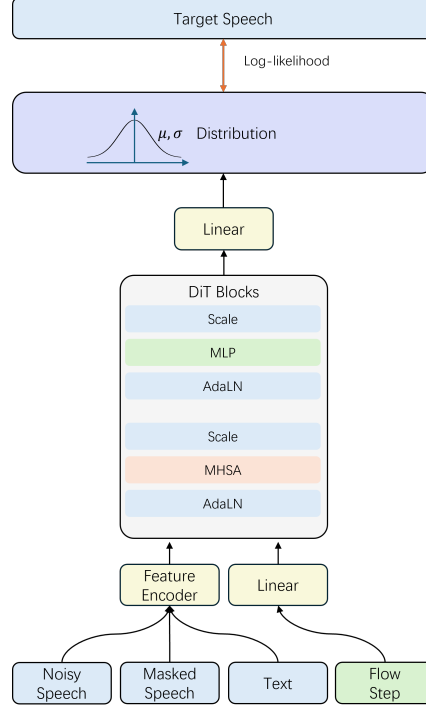 Target Speech
Log-likelihood
μ, σ Distribution
Linear
DiT Blocks
Scale
MLP
AdaLN
Scale
MHSA
AdaLN
Feature
Encoder
Linear
Noisy
Speech
Masked
Speech
Text
Flow
Step